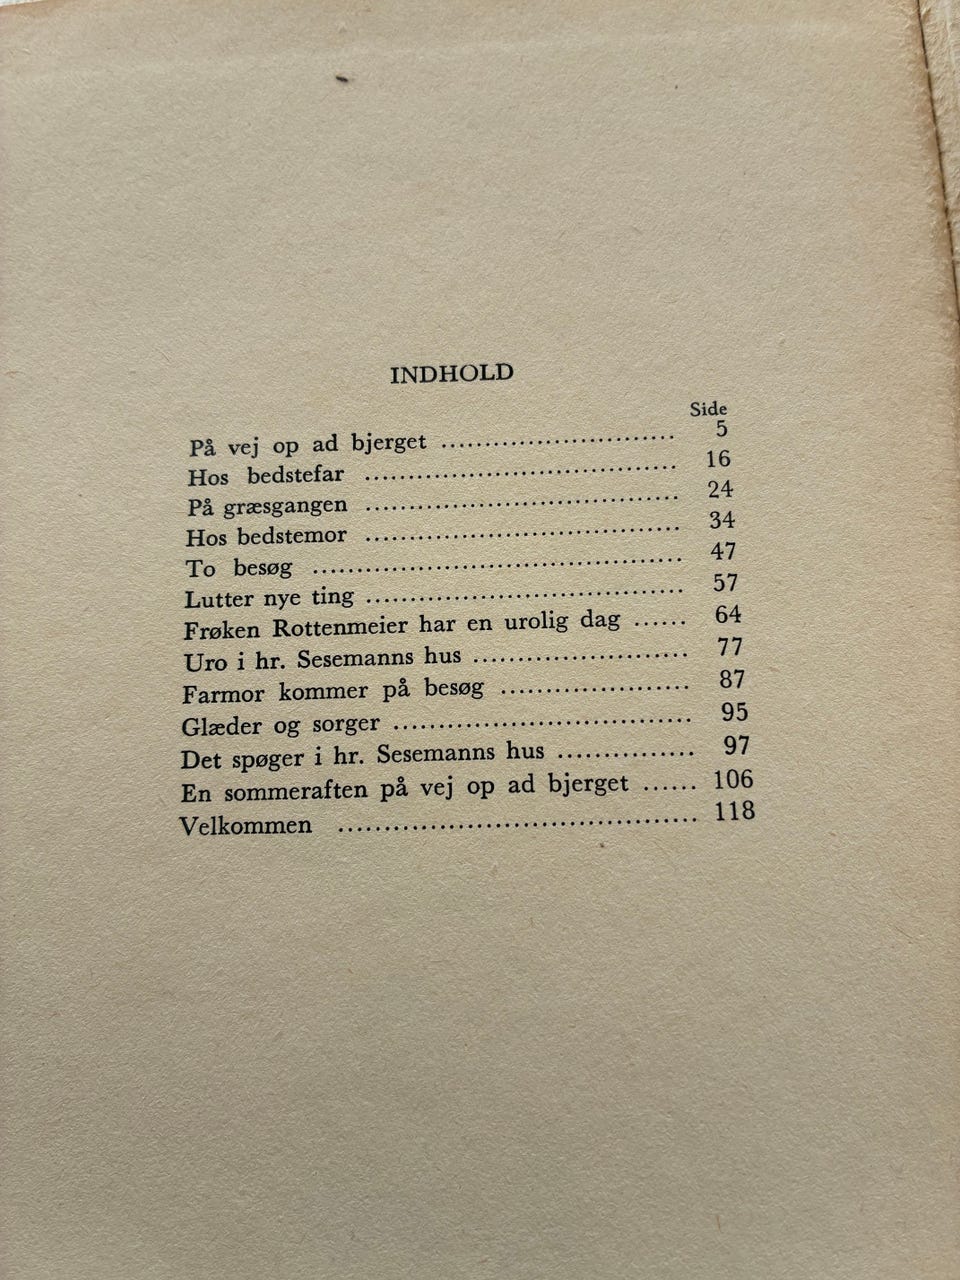 INDHOLD
Side
På vej op ad bjerget .......................... 5
Hos bedstefar .................................. 16
På græsgangen .................................. 24
Hos bedstemor .................................. 34
To besøg ........................................ 47
Lutter nye ting .................................. 57
Frøken Rottenmeier har en urolig dag ...... 64
Uro i hr. Sesemanns hus ....................... 77
Farmor kommer på besøg ..................... 87
Glæder og sorger ................................ 95
Det spøger i hr. Sesemanns hus ............... 97
En sommeraften på vej op ad bjerget ...... 106
Velkommen ....................................... 118